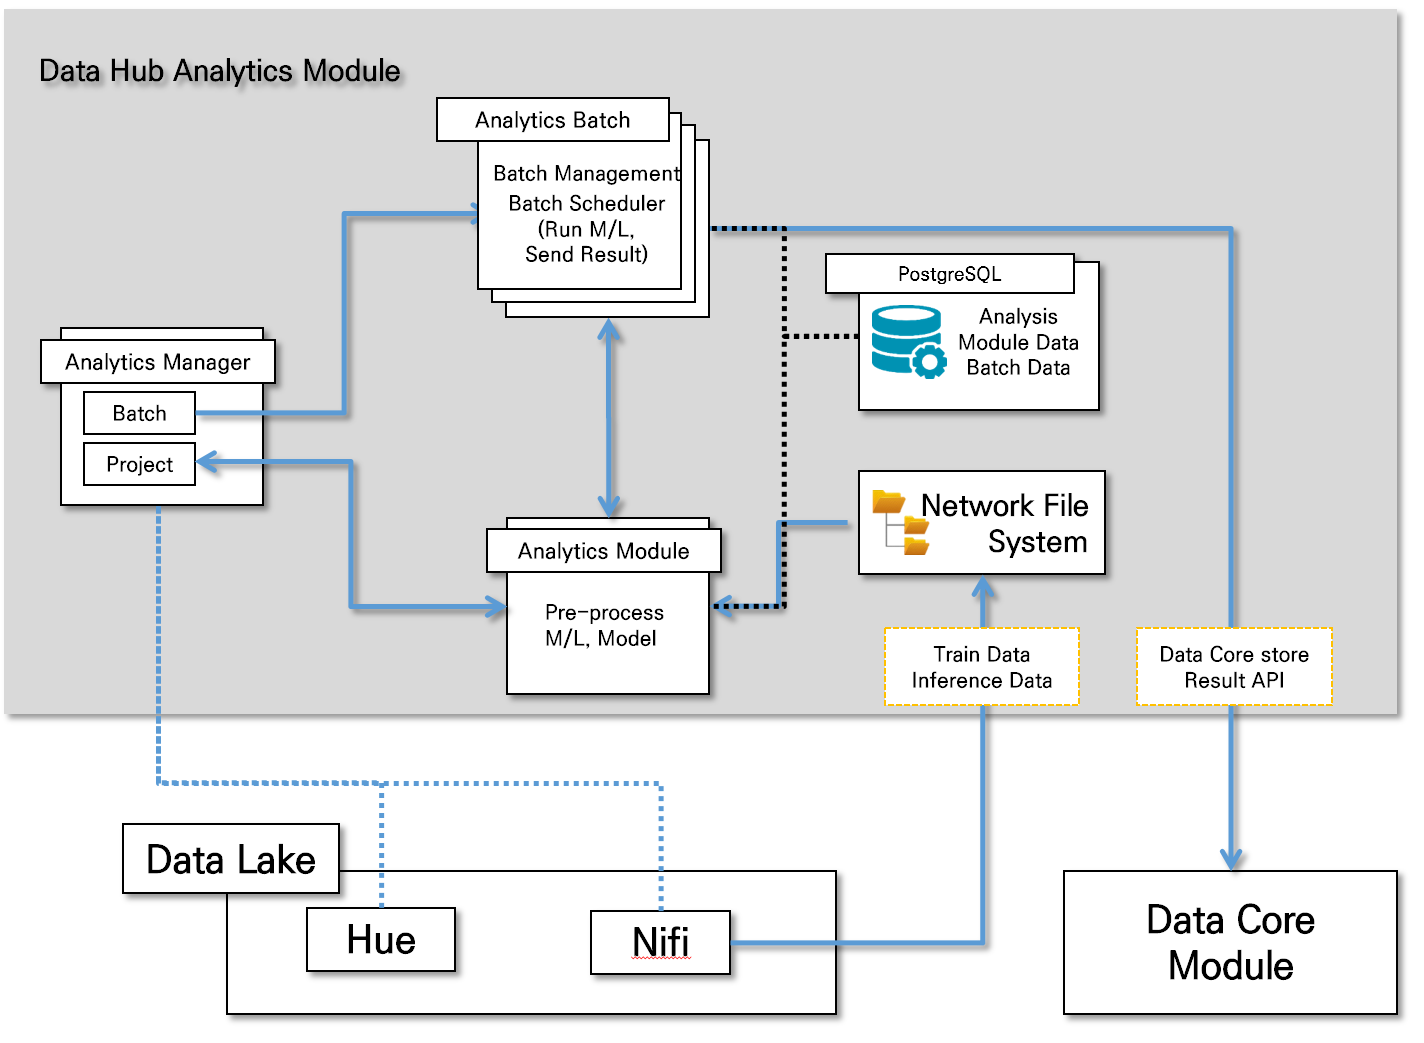 Data Hub Analytics Module
Analytics Batch
Batch Management
Batch Scheduler
(Run M/L,
Send Result)
PostgreSQL
Analysis
Module Data
Batch Data
Analytics Manager
Batch
Project
Network File
System
Analytics Module
Pre-process
M/L, Model
Train Data
Inference Data
Data Core store
Result API
Data Lake
Hue
Nifi
Data Core
Module